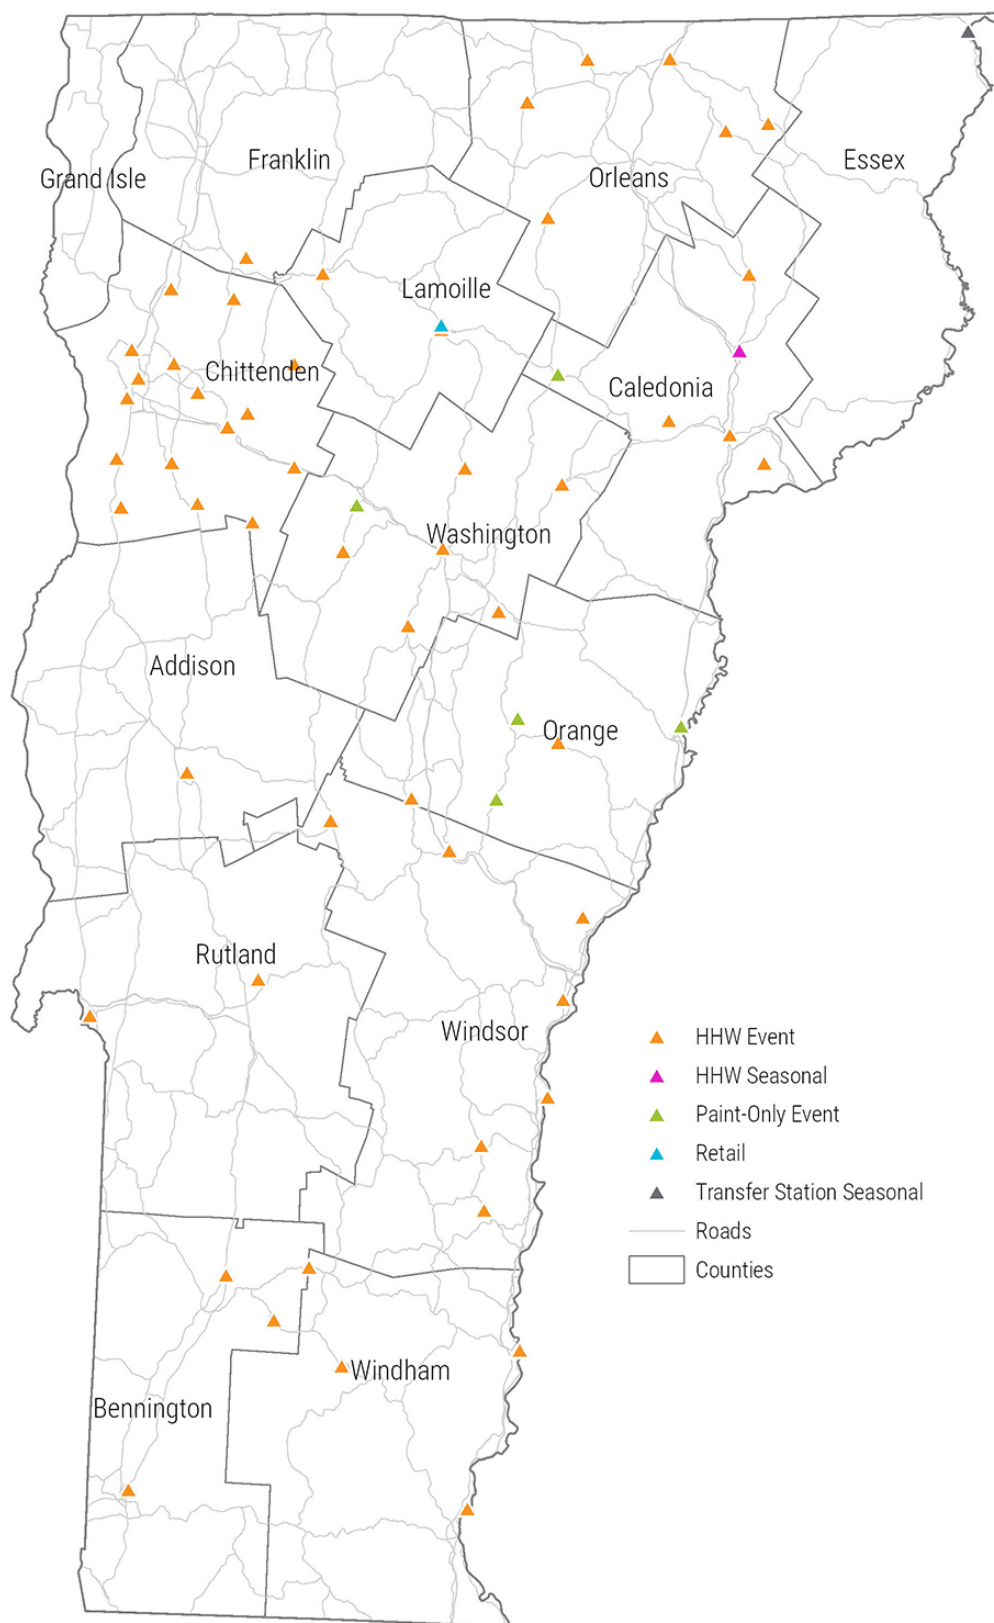 Franklin
Grand Isle
Orleans
Essex
Lamoille
Chittenden
Caledonia
Washington
Addison
Orange
Rutland
Windsor
Windham
Bennington
HHW Event
HHW Seasonal
Paint-Only Event
Retail
Transfer Station Seasonal
Roads
Counties